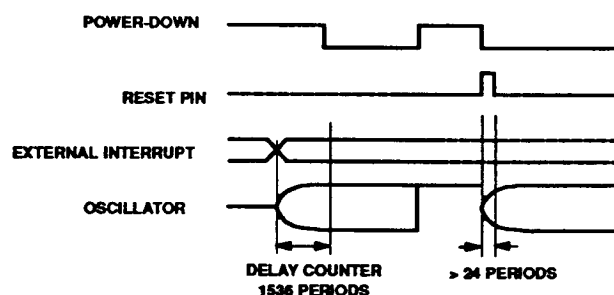 POWER-DOWN
RESET PIN
EXTERNAL INTERRUPT
OSCILLATOR
DELAY COUNTER
1536 PERIODS
> 24 PERIODS